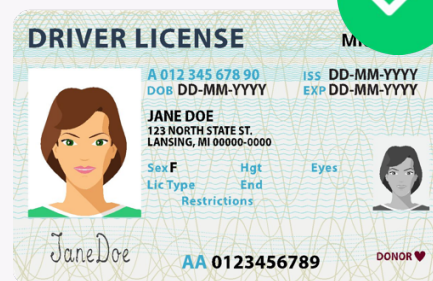 DRIVER LICENSE
A 012 345 678 90 ISS DD-MM-YYYY
DOB DD-MM-YYYY EXP DD-MM-YYYY
JANE DOE
123 NORTH STATE ST.
LANSING, MI 00000-0000
Sex F Hgt Eyes
Lic Type End
Restrictions
JaneDoe
AA 0123456789
DONOR